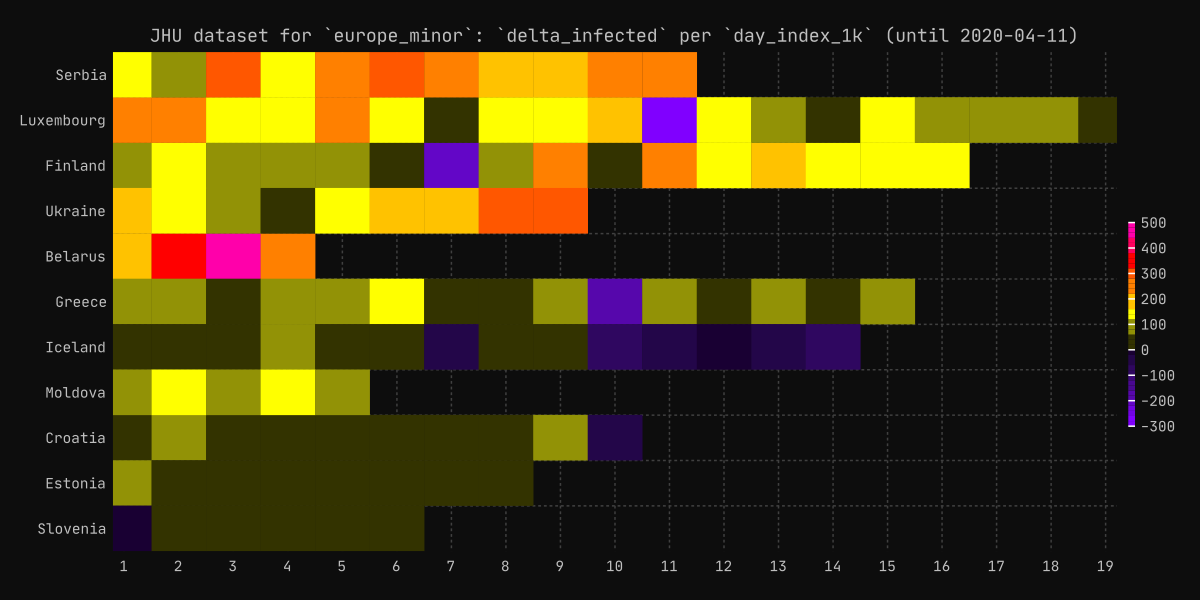 JHU dataset for `europe_minor`: `delta_infected` per `day_index_1k` (until 2020-04-11)
Serbia
Luxembourg
Finland
Ukraine
Belarus
Greece
Iceland
Moldova
Croatia
Estonia
Slovenia
1 2 3 4 5 6 7 8 9 10 11 12 13 14 15 16 17 18 19
500
400
300
200
100
0
-100
-200
-300